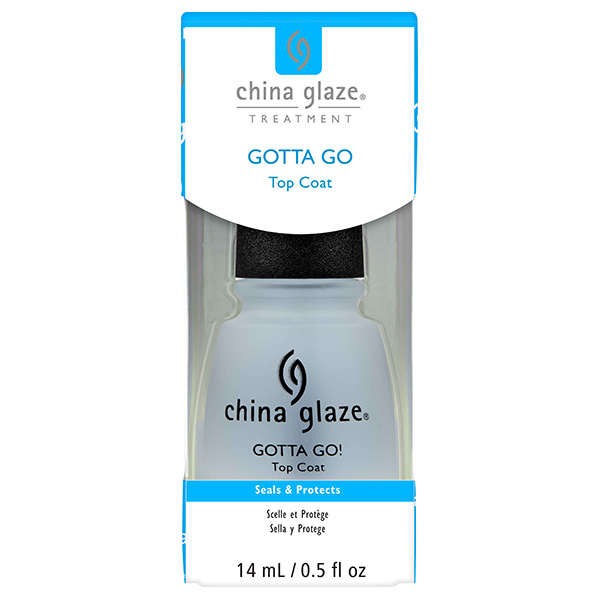 china glaze®
TREATMENT
GOTTA GO
Top Coat
china glaze®
GOTTA GO!
Top Coat
Seals & Protects
Scelle et Protège
Sella y Protege
14 mL / 0.5 fl oz